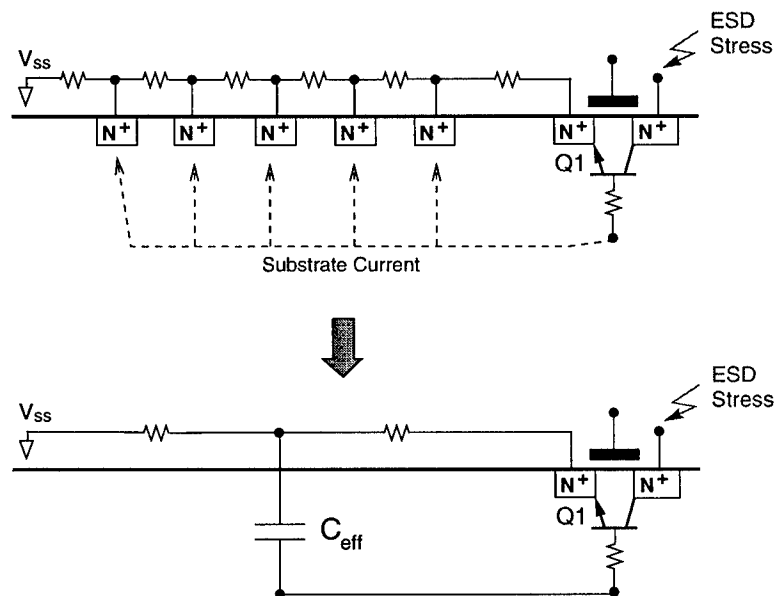 ESD
Stress
Vss
N+ N+ N+ N+ N+ N+ N+
Q1
Substrate Current
ESD
Stress
Vss
N+ N+
Q1
Ceff